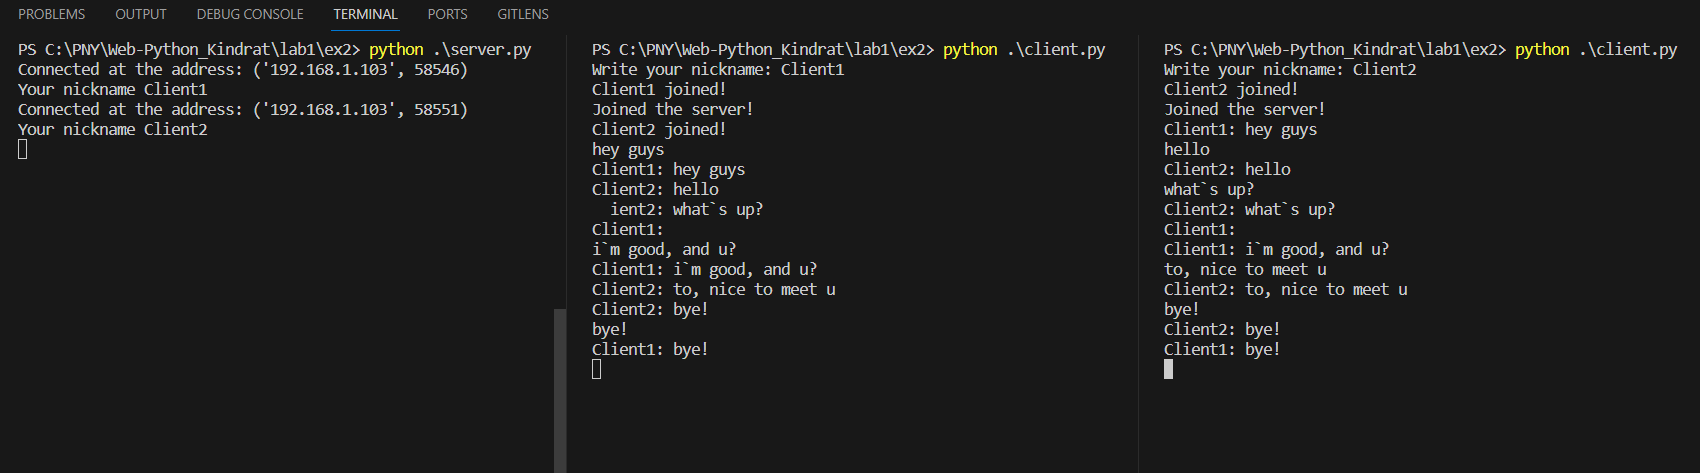 PROBLEMS OUTPUT DEBUG CONSOLE TERMINAL PORTS GITLENS
PS C:\PNY\Web-Python_Kindrat\lab1\ex2> python .\server.py
Connected at the address: ('192.168.1.103', 58546)
Your nickname Client1
Connected at the address: ('192.168.1.103', 58551)
Your nickname Client2
PS C:\PNY\Web-Python_Kindrat\lab1\ex2> python .\client.py
Write your nickname: Client1
Client1 joined!
Joined the server!
Client2 joined!
hey guys
Client1: hey guys
Client2: hello
  ient2: what`s up?
Client1:
i`m good, and u?
Client1: i`m good, and u?
Client2: to, nice to meet u
Client2: bye!
bye!
Client1: bye!
PS C:\PNY\Web-Python_Kindrat\lab1\ex2> python .\client.py
Write your nickname: Client2
Client2 joined!
Joined the server!
Client1: hey guys
hello
Client2: hello
what`s up?
Client2: what`s up?
Client1:
Client1: i`m good, and u?
to, nice to meet u
Client2: to, nice to meet u
bye!
Client2: bye!
Client1: bye!